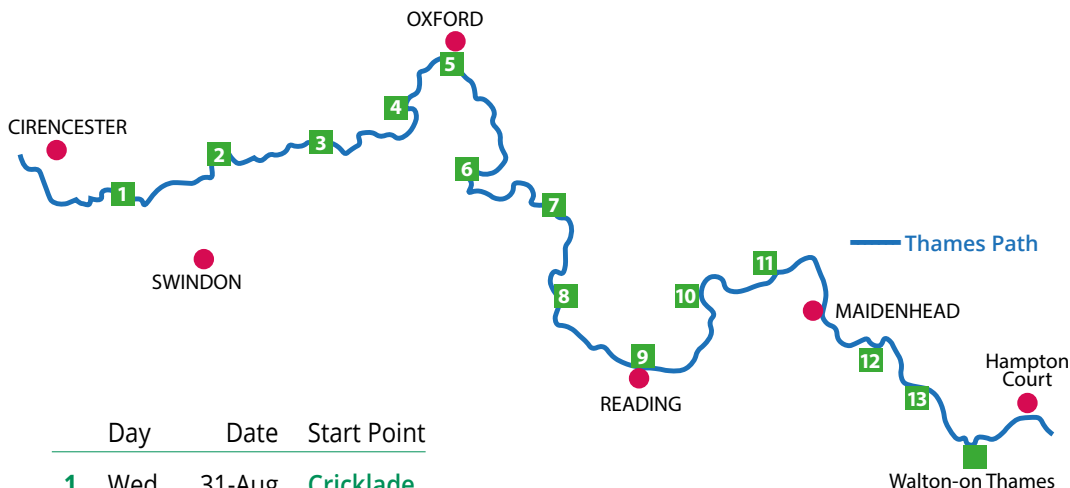 OXFORD
5
4
CIRENCESTER
2
3
1
6
7
Thames Path
SWINDON
11
8
10
MAIDENHEAD
9
12
Hampton
Court
READING
13
Day Date Start Point
1 Wed 31-Aug Cricklade
Walton-on Thames